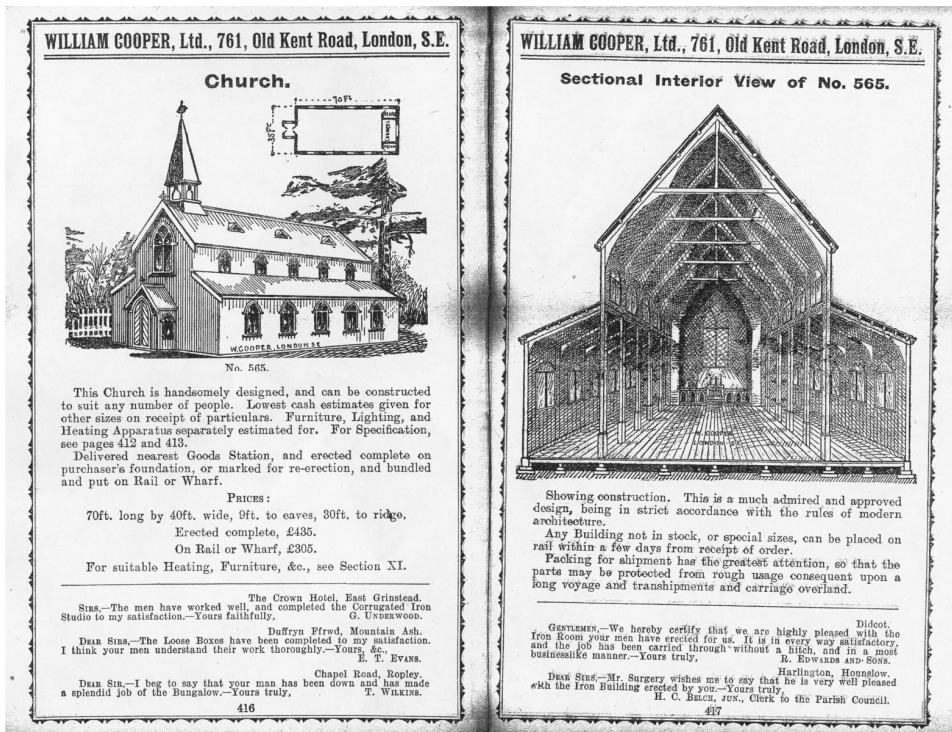 WILLIAM COOPER, Ltd., 761, Old Kent Road, London, S.E.
Church.
70FT.
35FT.
W. COOPER, LONDON SE
No. 565.
This Church is handsomely designed, and can be constructed
to suit any number of people. Lowest cash estimates given for
other sizes on receipt of particulars. Furniture, Lighting, and
Heating Apparatus separately estimated for. For Specification,
see pages 412 and 413.
Delivered nearest Goods Station, and erected complete on
purchaser's foundation, or marked for re-erection, and bundled
and put on Rail or Wharf.
PRICES :
70ft. long by 40ft. wide, 9ft. to eaves, 30ft. to ridge.
Erected complete, £435.
On Rail or Wharf, £305.
For suitable Heating, Furniture, &c., see Section XI.
The Crown Hotel, East Grinstead.
SIRS,—The men have worked well, and completed the Corrugated Iron
Studio to my satisfaction.—Yours faithfully, G. UNDERWOOD.
Duffryn Ffrwd, Mountain Ash.
DEAR SIRS,—The Loose Boxes have been completed to my satisfaction.
I think your men understand their work thoroughly.—Yours, &c.,
E. T. EVANS.
Chapel Road, Ropley.
DEAR SIR,—I beg to say that your man has been down and has made
a splendid job of the Bungalow.—Yours truly, T. WILKINS.
416
WILLIAM COOPER, Ltd., 761, Old Kent Road, London, S.E.
Sectional Interior View of No. 565.
COOPER
LONDON SE
Showing construction. This is a much admired and approved
design, being in strict accordance with the rules of modern
architecture.
Any Building not in stock, or special sizes, can be placed on
rail within a few days from receipt of order.
Packing for shipment has the greatest attention, so that the
parts may be protected from rough usage consequent upon a
long voyage and transhipments and carriage overland.
Didcot.
GENTLEMEN,—We hereby certify that we are highly pleased with the
Iron Room your men have erected for us. It is in every way satisfactory,
and the job has been carried through without a hitch, and in a most
businesslike manner.—Yours truly, R. EDWARDS AND SONS.
Harlington, Hounslow.
DEAR SIRS,—Mr. Surgery wishes me to say that he is very well pleased
with the Iron Building erected by you.—Yours truly,
H. C. BELCH, JUN., Clerk to the Parish Council.
417